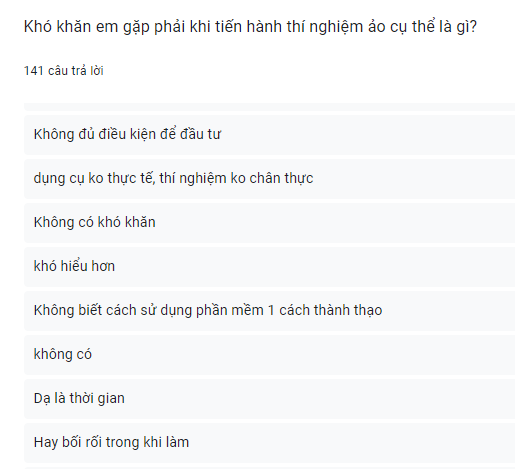 Khó khăn em gặp phải khi tiến hành thí nghiệm ảo cụ thể là gì?
141 câu trả lời
Không đủ điều kiện để đầu tư
dụng cụ ko thực tế, thí nghiệm ko chân thực
Không có khó khăn
khó hiểu hơn
Không biết cách sử dụng phần mềm 1 cách thành thạo
không có
Dạ là thời gian
Hay bối rối trong khi làm